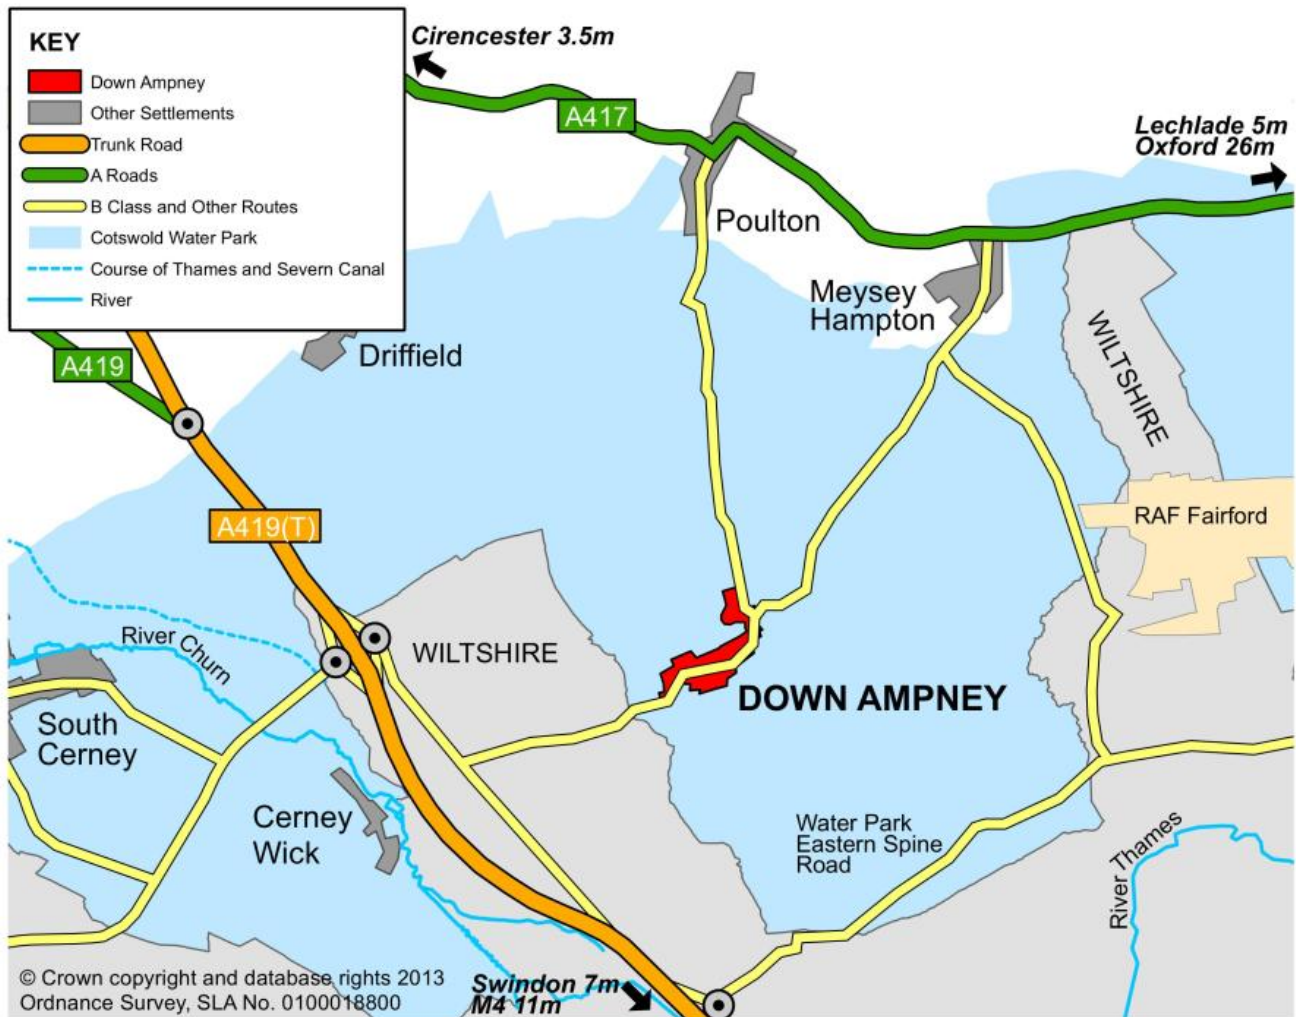 KEY
Down Ampney
Other Settlements
Trunk Road
A Roads
B Class and Other Routes
Cotswold Water Park
Course of Thames and Severn Canal
River
Cirencester 3.5m
A417
Lechlade 5m
Oxford 26m
Poulton
Meysey
Hampton
WILTSHIRE
Driffield
A419
A419(T)
RAF Fairford
River Churn
WILTSHIRE
DOWN AMPNEY
South
Cerney
Cerney
Wick
Water Park
Eastern Spine
Road
River Thames
© Crown copyright and database rights 2013
Ordnance Survey, SLA No. 0100018800
Swindon 7m
M4 11m